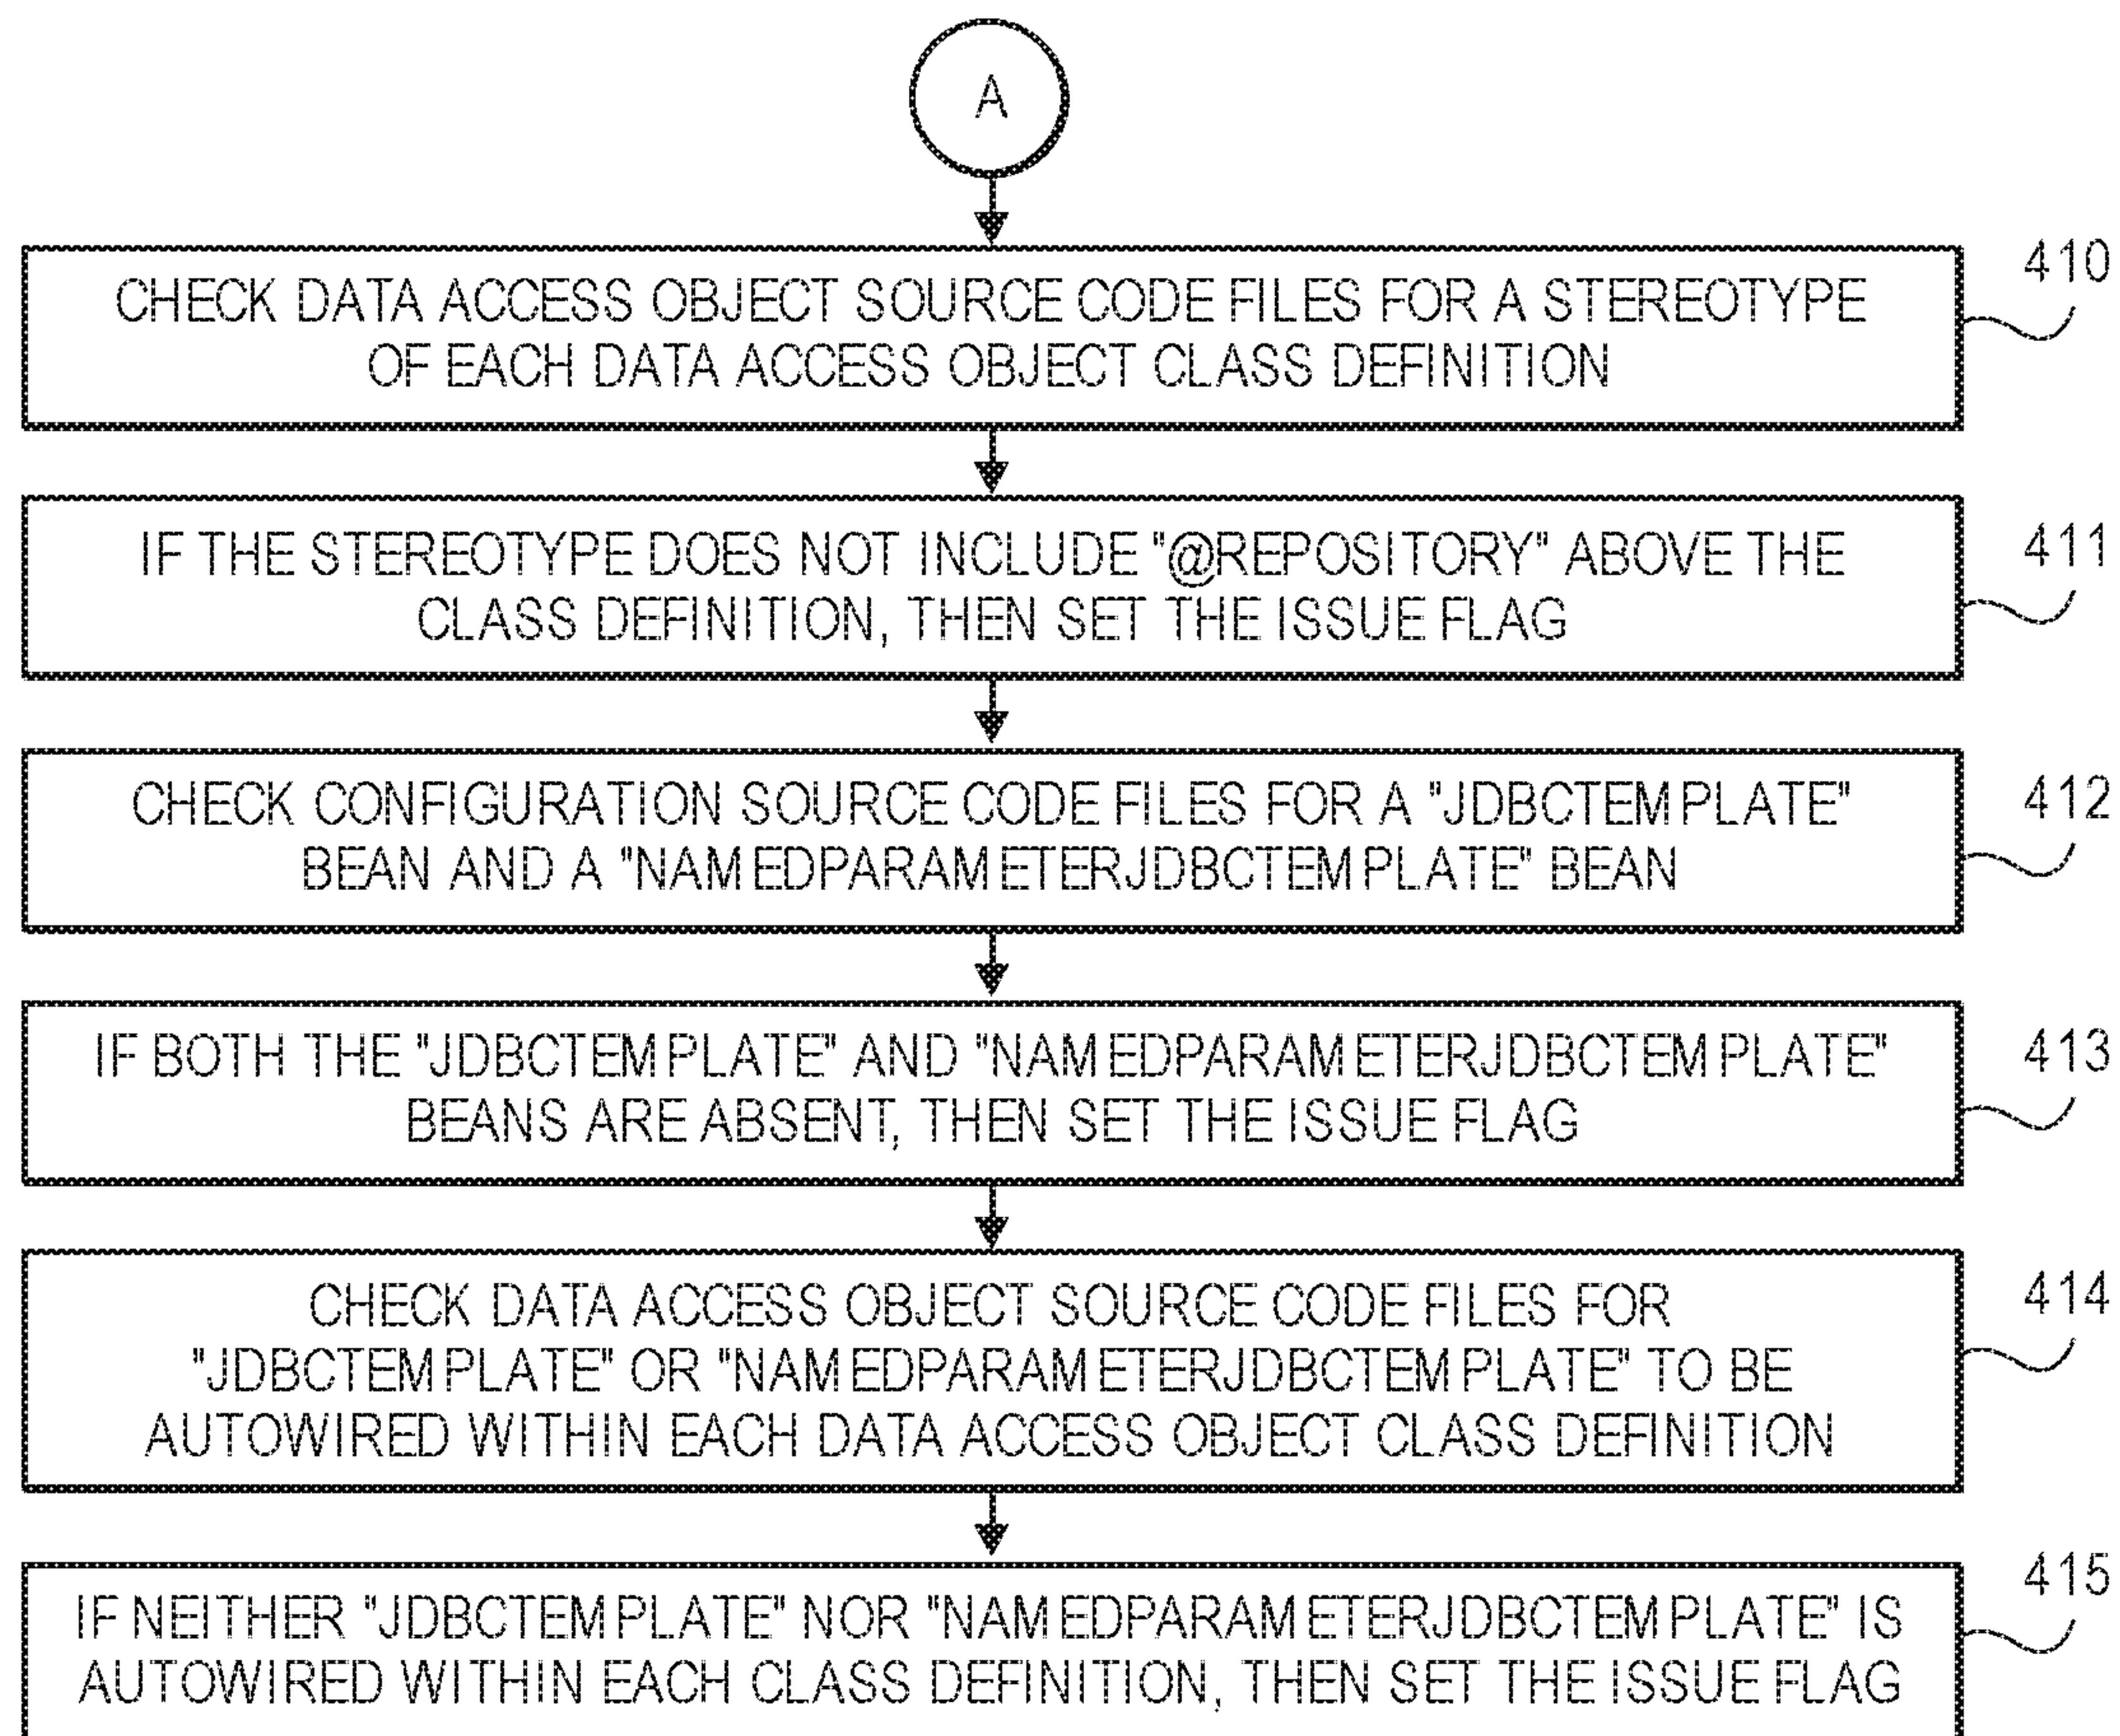 A
410
CHECK DATA ACCESS OBJECT SOURCE CODE FILES FOR A STEREOTYPE
OF EACH DATA ACCESS OBJECT CLASS DEFINITION
411
IF THE STEREOTYPE DOES NOT INCLUDE "@REPOSITORY" ABOVE THE
CLASS DEFINITION, THEN SET THE ISSUE FLAG
412
CHECK CONFIGURATION SOURCE CODE FILES FOR A "JDBCTEMPLATE"
BEAN AND A "NAMEDPARAMETERJDBCTEMPLATE" BEAN
413
IF BOTH THE "JDBCTEMPLATE" AND "NAMEDPARAMETERJDBCTEMPLATE"
BEANS ARE ABSENT, THEN SET THE ISSUE FLAG
414
CHECK DATA ACCESS OBJECT SOURCE CODE FILES FOR
"JDBCTEMPLATE" OR "NAMEDPARAMETERJDBCTEMPLATE" TO BE
AUTOWIRED WITHIN EACH DATA ACCESS OBJECT CLASS DEFINITION
415
IF NEITHER "JDBCTEMPLATE" NOR "NAMEDPARAMETERJDBCTEMPLATE" IS
AUTOWIRED WITHIN EACH CLASS DEFINITION, THEN SET THE ISSUE FLAG